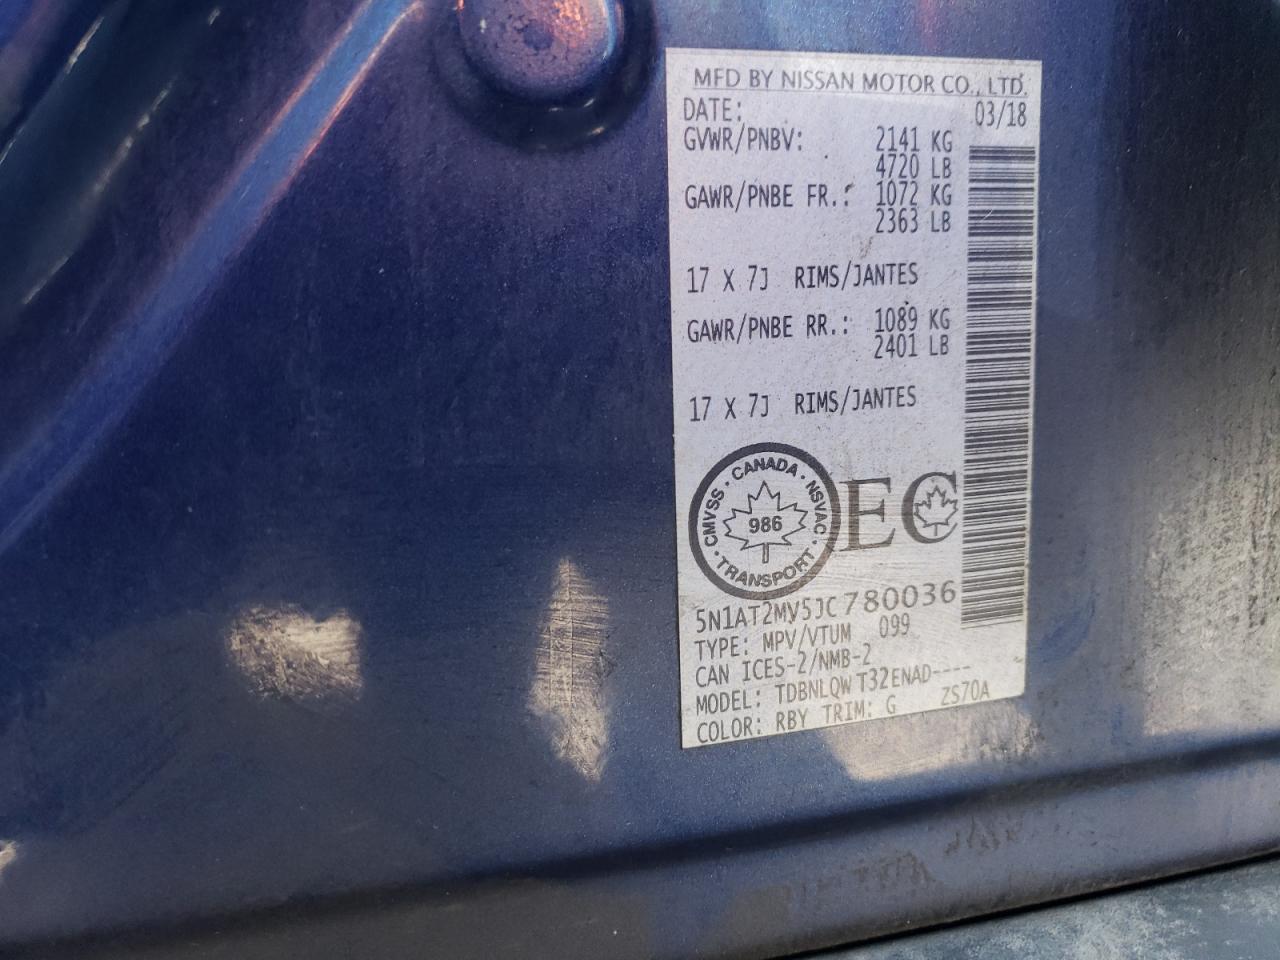 MFD BY NISSAN MOTOR CO., LTD.
DATE: 03/18
GVWR/PNBV: 2141 KG
4720 LB
GAWR/PNBE FR.: 1072 KG
2363 LB
17 X 7J RIMS/JANTES
GAWR/PNBE RR.: 1089 KG
2401 LB
17 X 7J RIMS/JANTES
CMVSS · CANADA · NSVAC · TRANSPORT ·
986
EC
5N1AT2MV5JC780036
TYPE: MPV/VTUM 099
CAN ICES-2/NMB-2
MODEL: TDBNLQW T32ENAD----
COLOR: RBY TRIM: G ZS70A